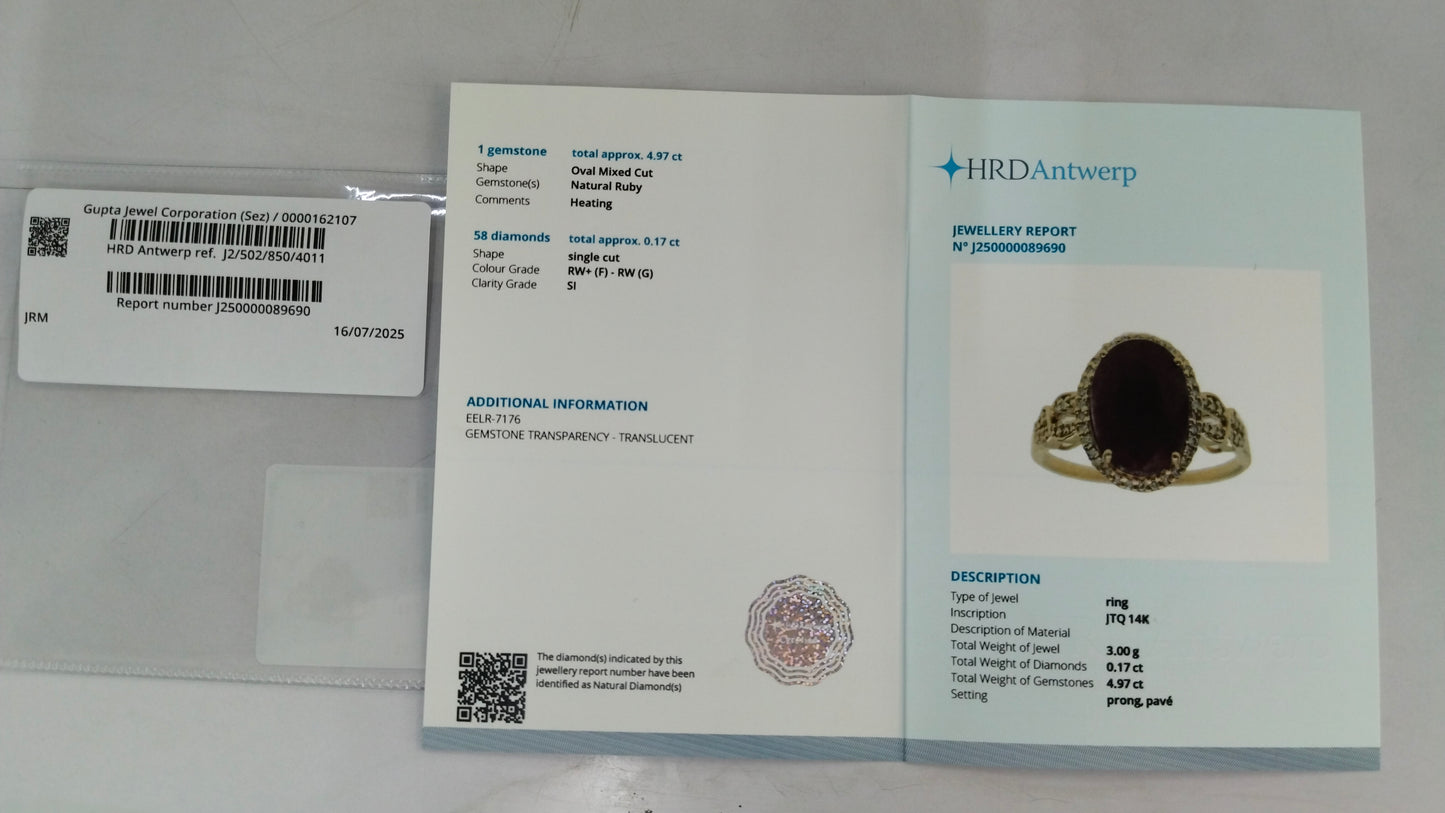 Gupta Jewel Corporation (Sez) / 0000162107
HRD Antwerp ref. J2/502/850/4011
Report number J250000089690
JRM
16/07/2025
1 gemstone total approx. 4.97 ct
Shape Oval Mixed Cut
Gemstone(s) Natural Ruby
Comments Heating
58 diamonds total approx. 0.17 ct
Shape single cut
Colour Grade RW+ (F) - RW (G)
Clarity Grade SI
ADDITIONAL INFORMATION
EELR-7176
GEMSTONE TRANSPARENCY - TRANSLUCENT
The diamond(s) indicated by this
jewellery report number have been
identified as Natural Diamond(s)
HRDAntwerp
JEWELLERY REPORT
N° J250000089690
DESCRIPTION
Type of Jewel ring
Inscription JTQ 14K
Description of Material
Total Weight of Jewel 3.00 g
Total Weight of Diamonds 0.17 ct
Total Weight of Gemstones 4.97 ct
Setting prong, pavé